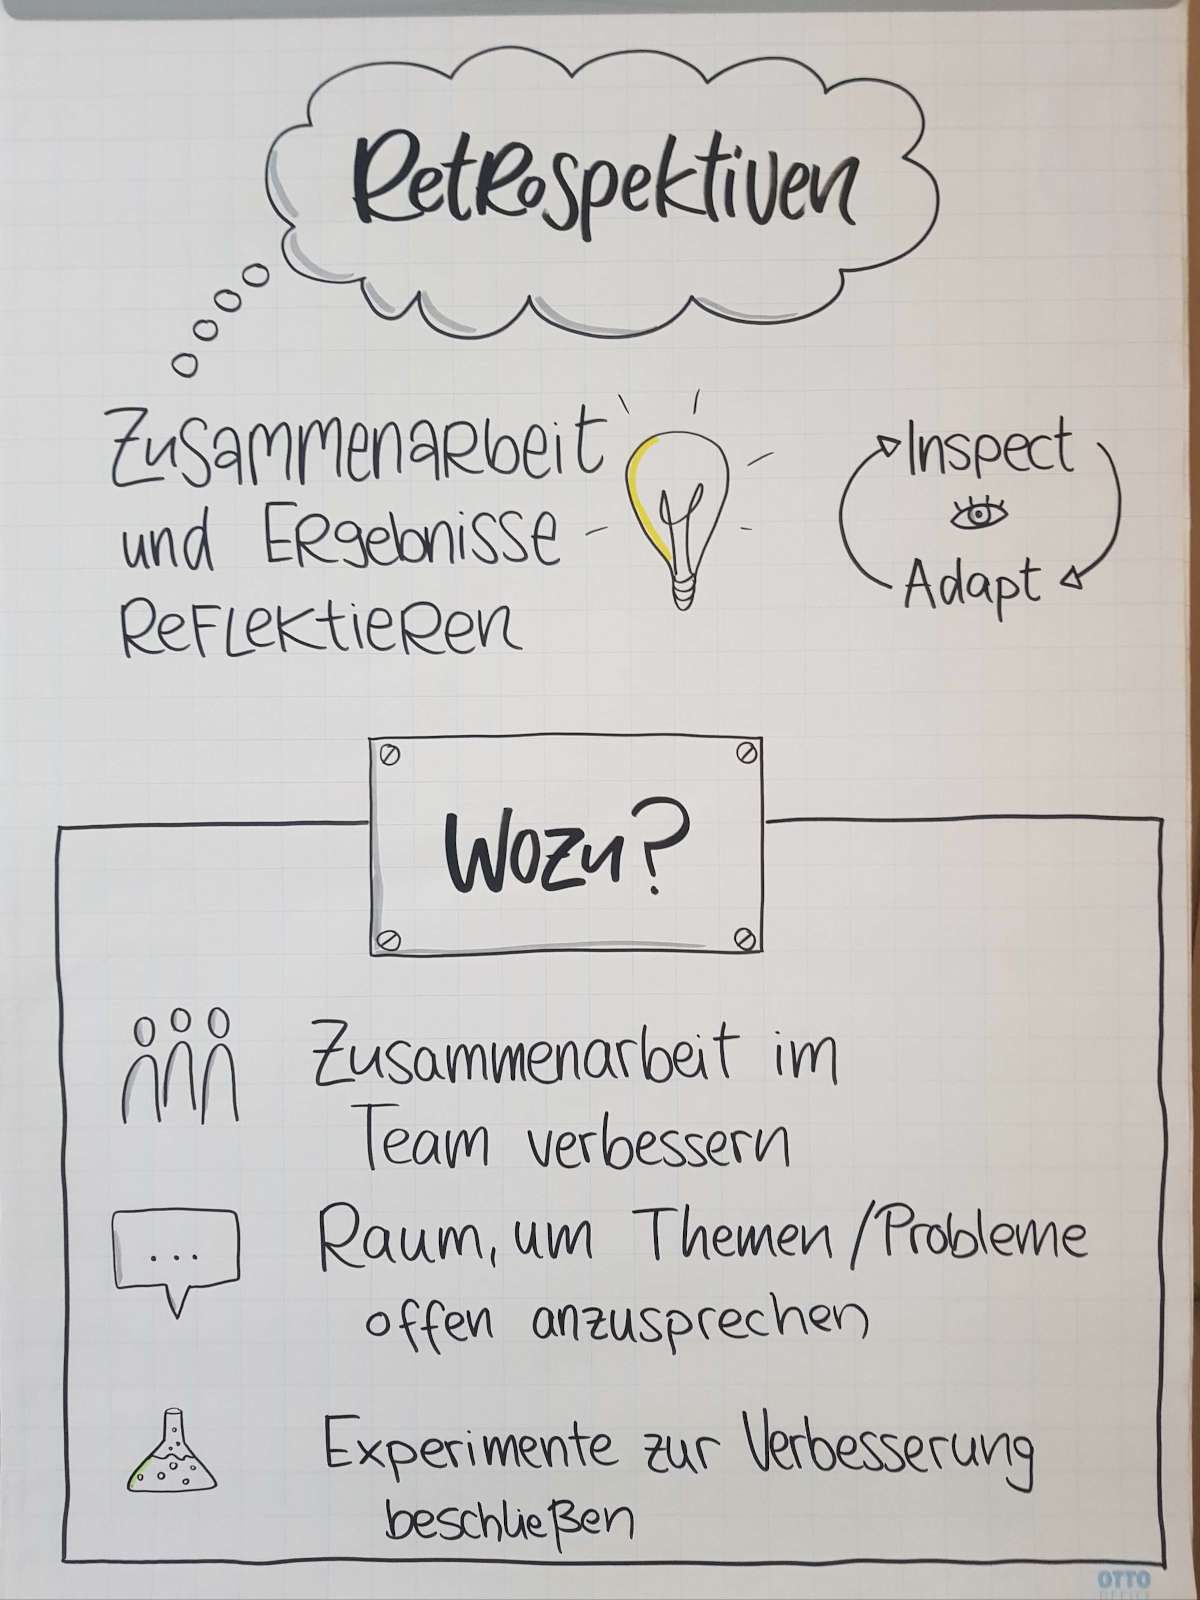 Retrospektiven
Zusammenarbeit
und Ergebnisse
reflektieren
Inspect
Adapt
Wozu?
Zusammenarbeit im
Team verbessern
Raum, um Themen/Probleme
offen anzusprechen
Experimente zur Verbesserung
beschließen
OTTO
OFFICE